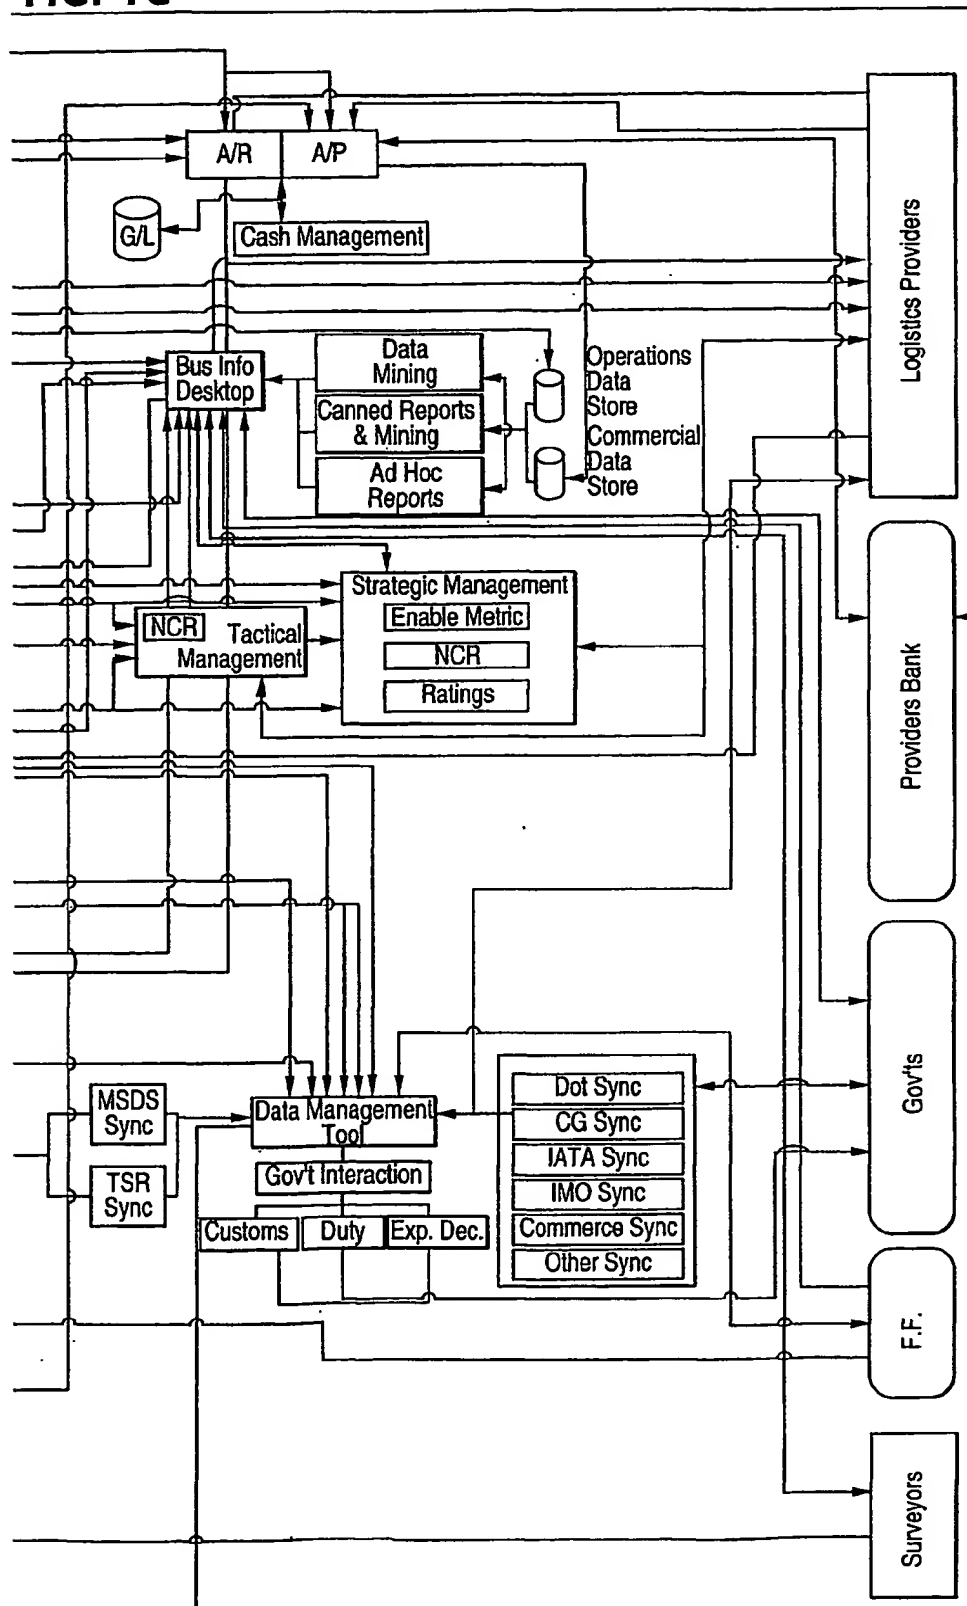 A/R
A/P
G/L
Cash Management
Logistics Providers
Bus Info
Desktop
Data
Mining
Canned Reports
& Mining
Ad Hoc
Reports
Operations
Data
Store
Commercial
Data
Store
Strategic Management
Enable Metric
NCR
Ratings
NCR
Tactical
Management
Providers Bank
MSDS
Sync
TSR
Sync
Data Management
Tool
Gov't Interaction
Customs
Duty
Exp. Dec.
Dot Sync
CG Sync
IATA Sync
IMO Sync
Commerce Sync
Other Sync
Gov'ts
F.F.
Surveyors